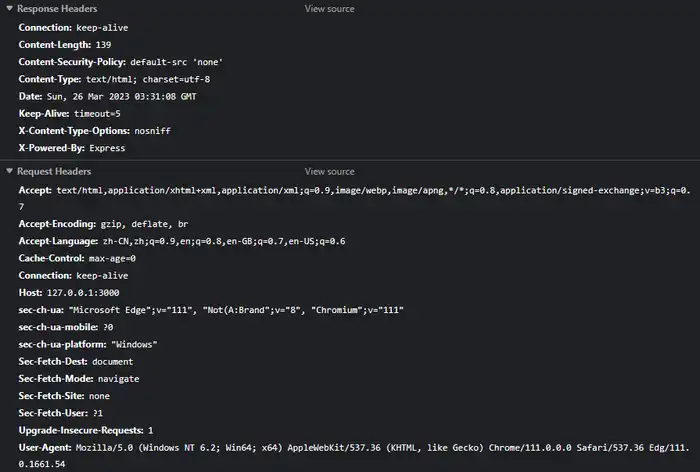 Response Headers View source
Connection: keep-alive
Content-Length: 139
Content-Security-Policy: default-src 'none'
Content-Type: text/html; charset=utf-8
Date: Sun, 26 Mar 2023 03:31:08 GMT
Keep-Alive: timeout=5
X-Content-Type-Options: nosniff
X-Powered-By: Express
Request Headers View source
Accept: text/html,application/xhtml+xml,application/xml;q=0.9,image/webp,image/apng,*/*;q=0.8,application/signed-exchange;v=b3;q=0.
7
Accept-Encoding: gzip, deflate, br
Accept-Language: zh-CN,zh;q=0.9,en;q=0.8,en-GB;q=0.7,en-US;q=0.6
Cache-Control: max-age=0
Connection: keep-alive
Host: 127.0.0.1:3000
sec-ch-ua: "Microsoft Edge";v="111", "Not(A:Brand";v="8", "Chromium";v="111"
sec-ch-ua-mobile: ?0
sec-ch-ua-platform: "Windows"
Sec-Fetch-Dest: document
Sec-Fetch-Mode: navigate
Sec-Fetch-Site: none
Sec-Fetch-User: ?1
Upgrade-Insecure-Requests: 1
User-Agent: Mozilla/5.0 (Windows NT 6.2; Win64; x64) AppleWebKit/537.36 (KHTML, like Gecko) Chrome/111.0.0.0 Safari/537.36 Edg/111.
0.1661.54